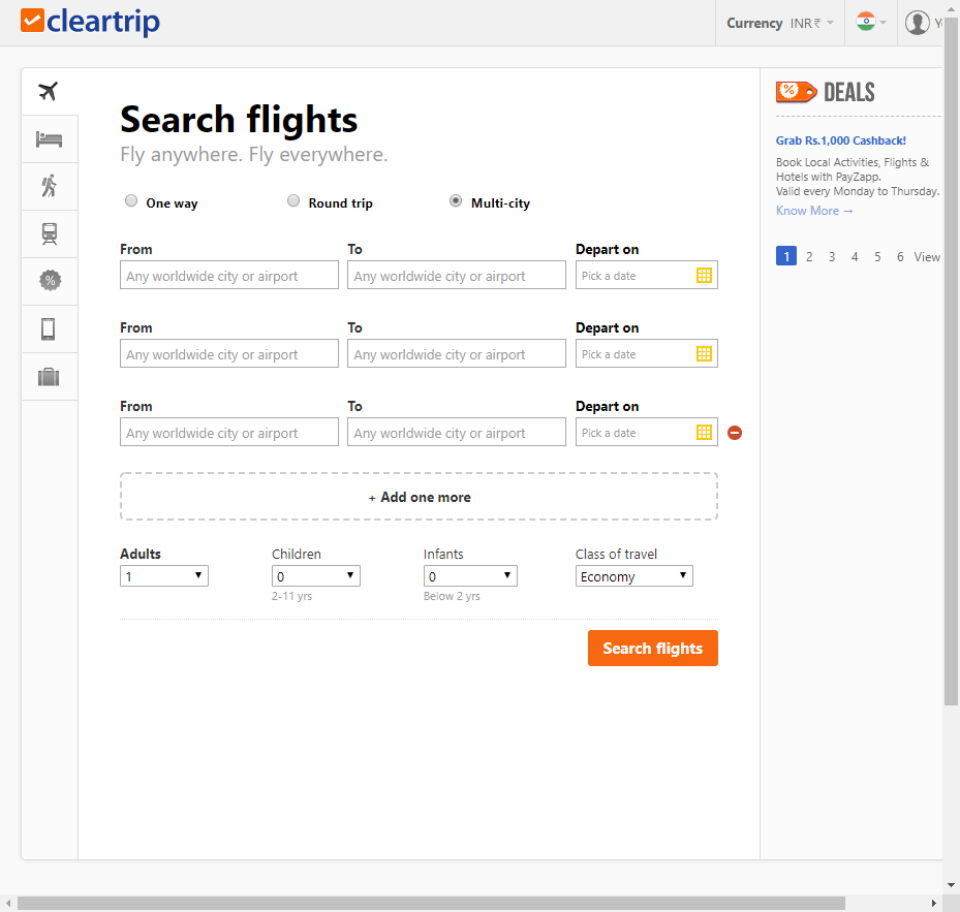 cleartrip
Currency INR₹
Search flights
Fly anywhere. Fly everywhere.
One way Round trip Multi-city
From To Depart on
Any worldwide city or airport Any worldwide city or airport Pick a date
From To Depart on
Any worldwide city or airport Any worldwide city or airport Pick a date
From To Depart on
Any worldwide city or airport Any worldwide city or airport Pick a date
+ Add one more
Adults Children Infants Class of travel
1 0 0 Economy
2-11 yrs Below 2 yrs
Search flights
% DEALS
Grab Rs.1,000 Cashback!
Book Local Activities, Flights &
Hotels with PayZapp.
Valid every Monday to Thursday.
Know More →
1 2 3 4 5 6 View
%